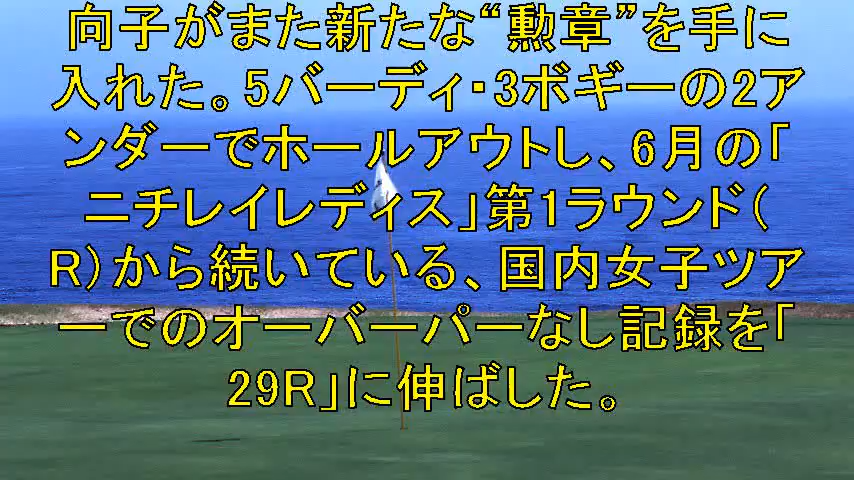 向子がまた新たな“勲章”を手に
入れた。5バーディ・3ボギーの2ア
ンダーでホールアウトし、6月の「
ニチレイレディス」第1ラウンド(
R)から続いている、国内女子ツア
ーでのオーバーパーなし記録を「
29R」に伸ばした。